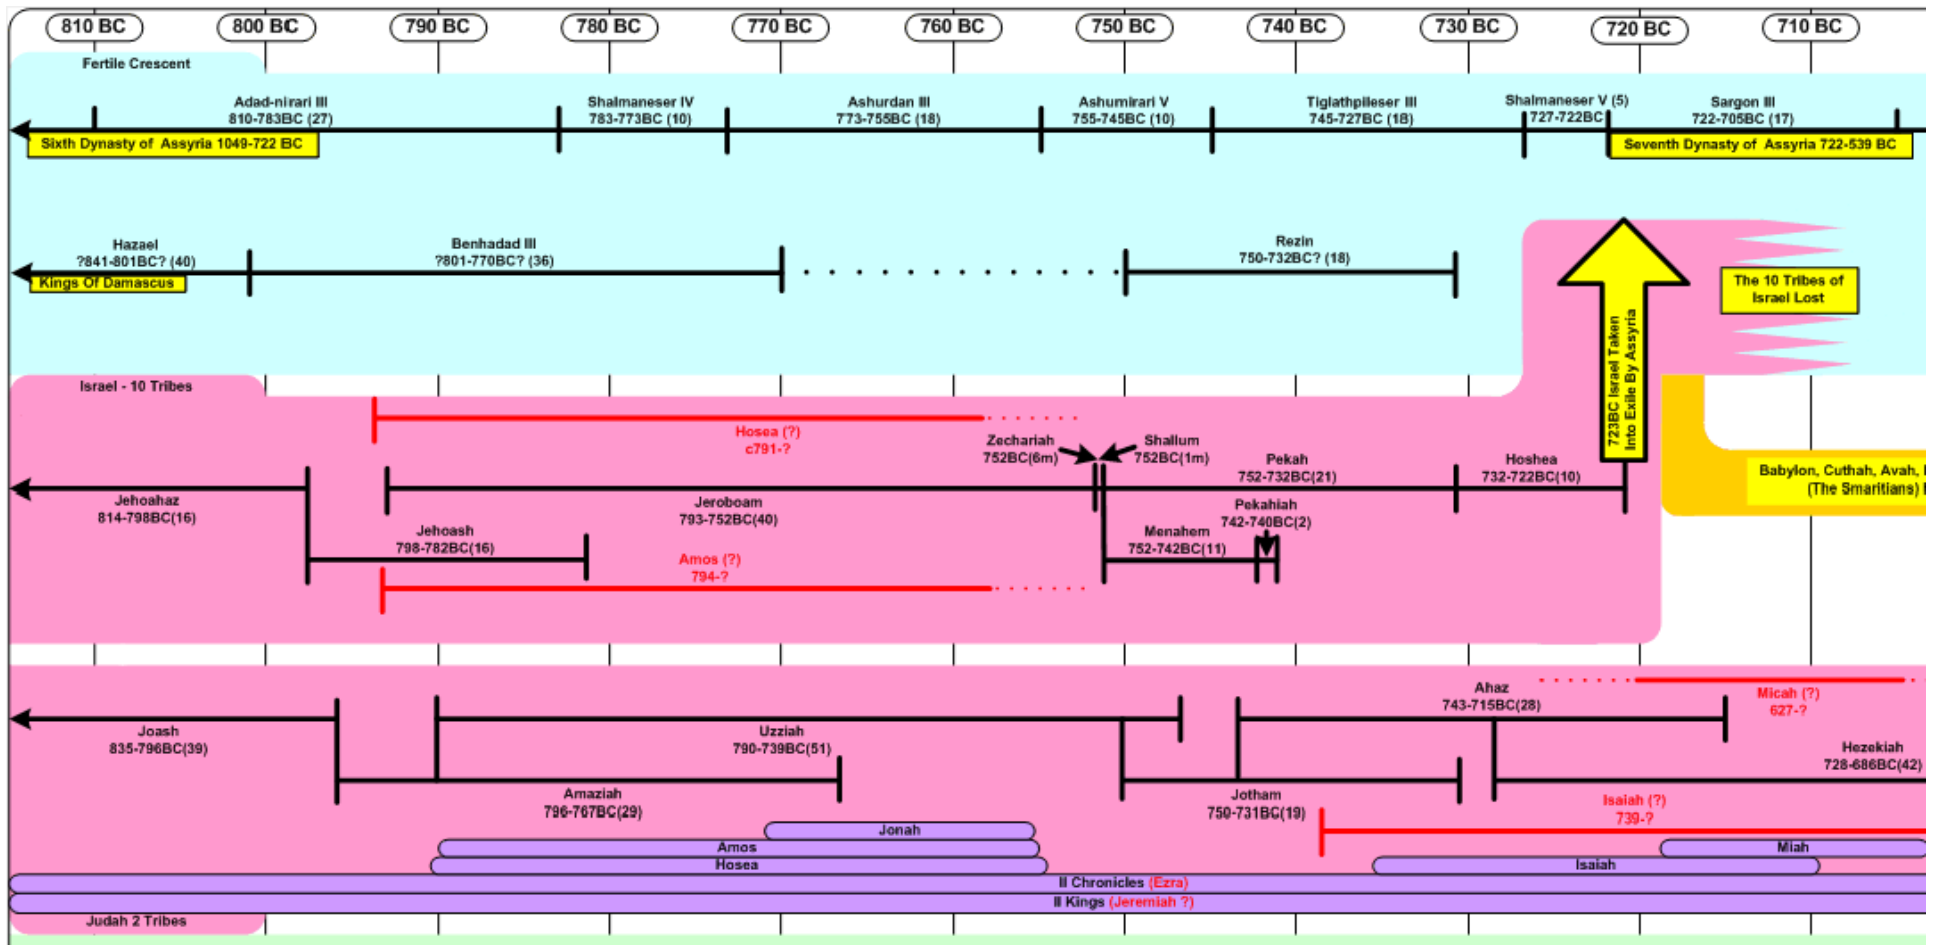 810 BC
800 BC
790 BC
780 BC
770 BC
760 BC
750 BC
740 BC
730 BC
720 BC
710 BC
Fertile Crescent
Adad-nirari III
810-783BC (27)
Shalmaneser IV
783-773BC (10)
Ashurdan III
773-755BC (18)
Ashumirari V
755-745BC (10)
Tiglathpileser III
745-727BC (18)
Shalmaneser V (5)
727-722BC
Sargon III
722-705BC (17)
Sixth Dynasty of Assyria 1049-722 BC
Seventh Dynasty of Assyria 722-539 BC
Hazael
?841-801BC? (40)
Benhadad III
?801-770BC? (36)
Rezin
750-732BC? (18)
Kings Of Damascus
The 10 Tribes of
Israel Lost
723BC Israel Taken
Into Exile By Assyria
Israel - 10 Tribes
Hosea (?)
c791-?
Zechariah
752BC(6m)
Shallum
752BC(1m)
Pekah
752-732BC(21)
Hoshea
732-722BC(10)
Babylon, Cuthah, Avah,
(The Smaritians)
Jehoahaz
814-798BC(16)
Jeroboam
793-752BC(40)
Pekahiah
742-740BC(2)
Jehoash
798-782BC(16)
Menahem
752-742BC(11)
Amos (?)
794-?
Ahaz
743-715BC(28)
Micah (?)
627-?
Joash
835-796BC(39)
Uzziah
790-739BC(51)
Hezekiah
728-686BC(42)
Amaziah
796-767BC(29)
Jotham
750-731BC(19)
Isaiah (?)
739-?
Jonah
Amos
Miah
Hosea
Isaiah
II Chronicles (Ezra)
II Kings (Jeremiah ?)
Judah 2 Tribes